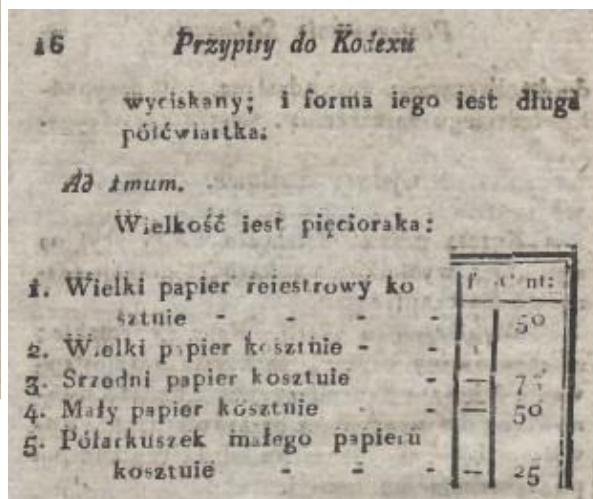 16 Przypisy do Kodexu
wyciskany; i forma iego iest długa
półćwiartka.
Ad 1mum.
Wielkość iest pięcioraka:
f Cent:
1. Wielki papier reiestrowy ko
sztuie - - - - 50
2. Wielki papier kosztuie - -
3. Srzedni papier kosztuie - — 75
4. Mały papier kosztuie - - — 50
5. Półarkuszek małego papieru
kosztuie - - - — 25